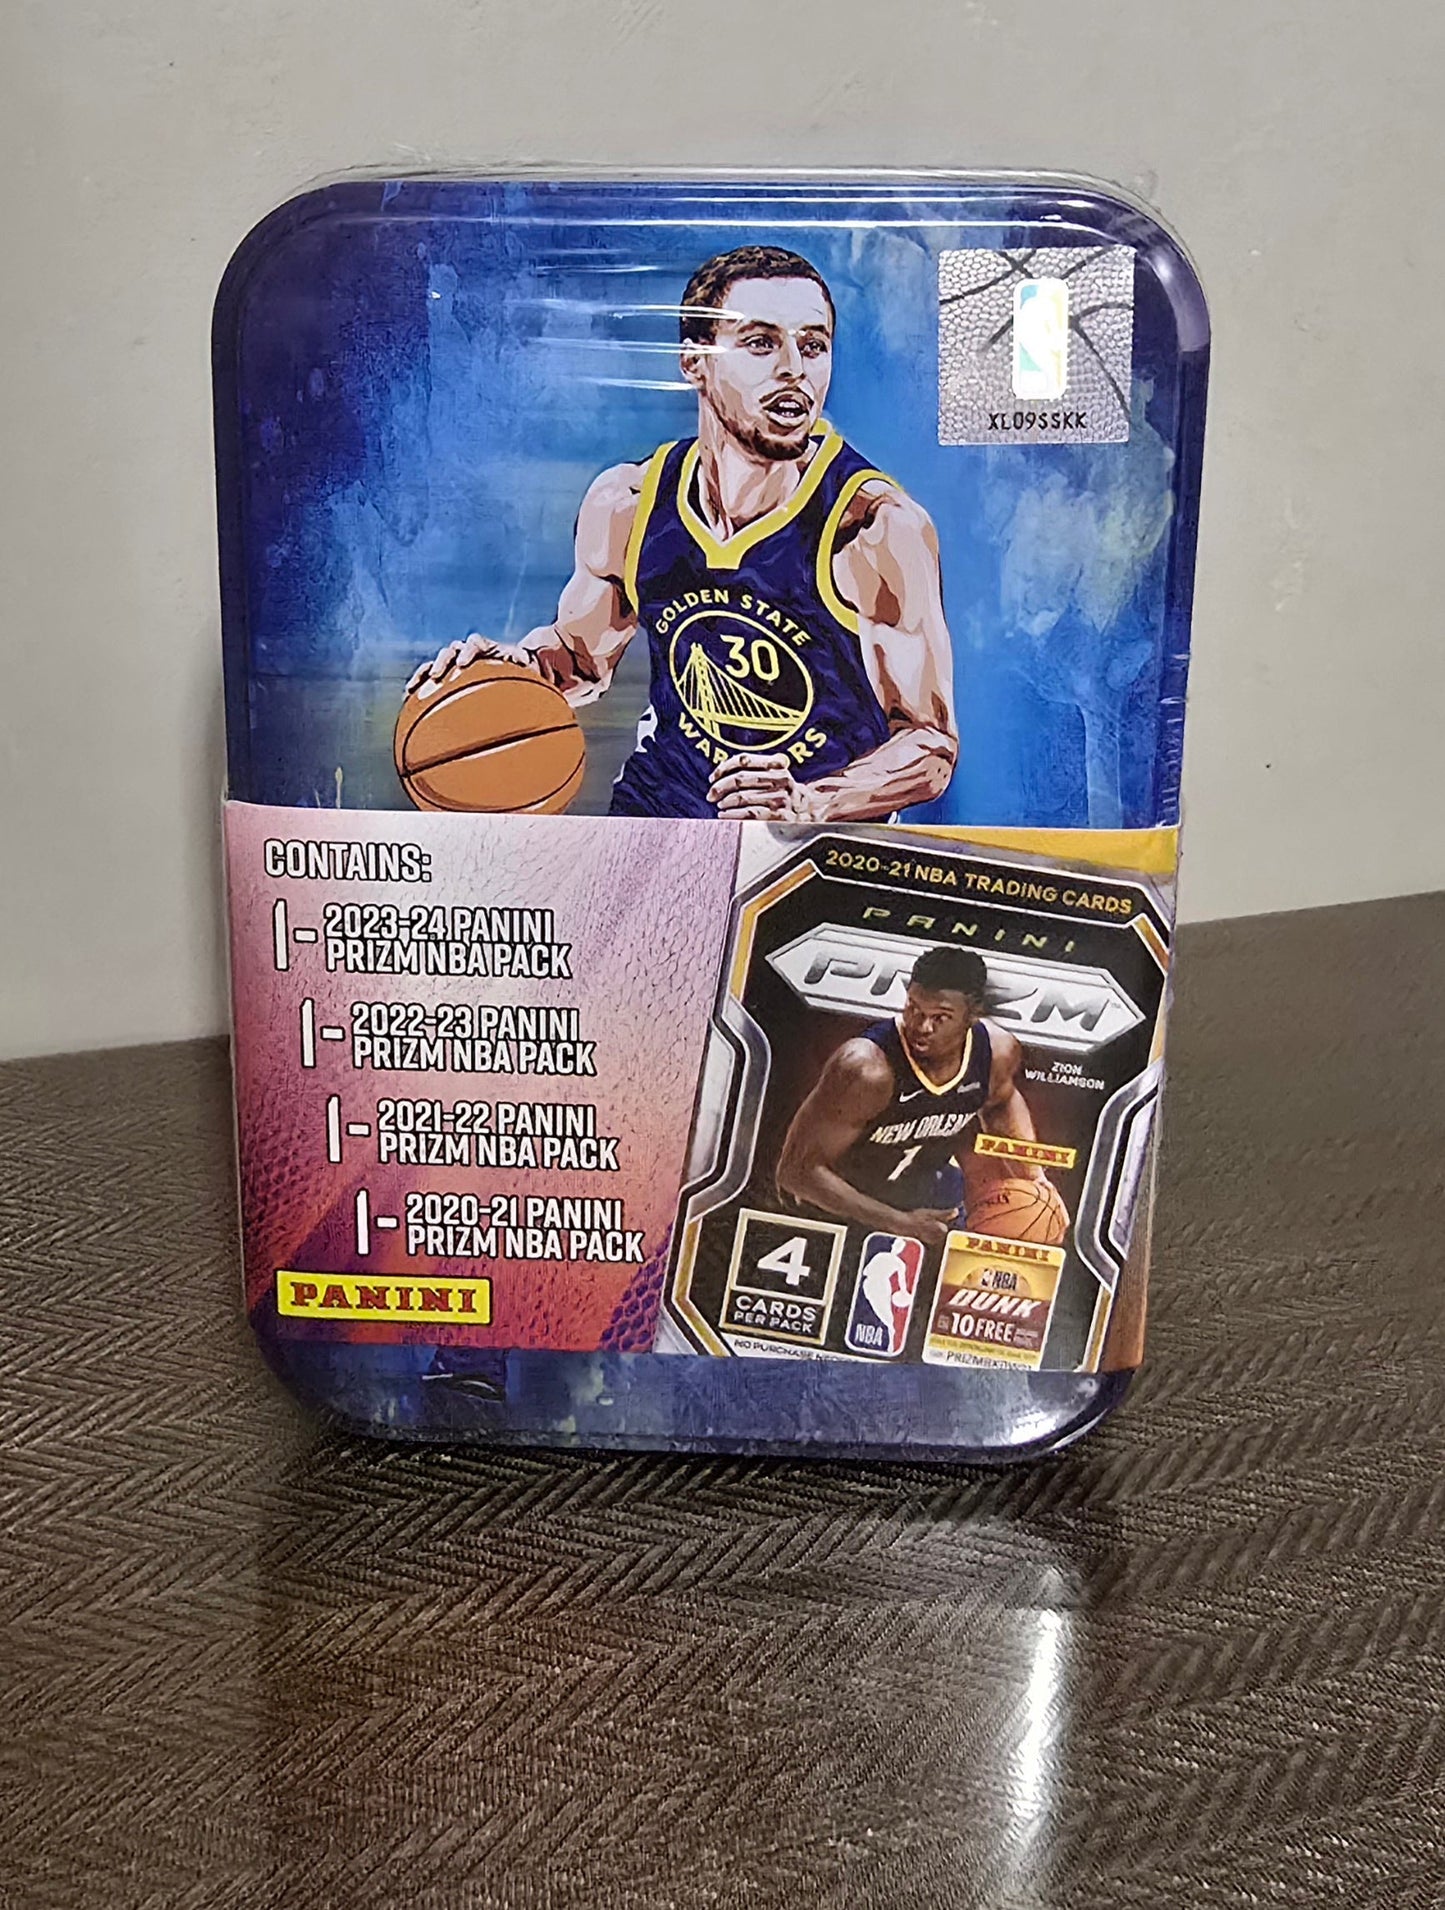 XL09SSKK
GOLDEN STATE
30
WARRIORS
CONTAINS:
1- 2023-24 PANINI
PRIZM NBA PACK
1- 2022-23 PANINI
PRIZM NBA PACK
1- 2021-22 PANINI
PRIZM NBA PACK
1- 2020-21 PANINI
PRIZM NBA PACK
PANINI
2020-21 NBA TRADING CARDS
PANINI
PRIZM
ZION
WILLIAMSON
NEW ORLEANS
1
PANINI
4
CARDS
PER PACK
NBA
PANINI
NBA
DUNK
10 FREE
NO PURCHASE